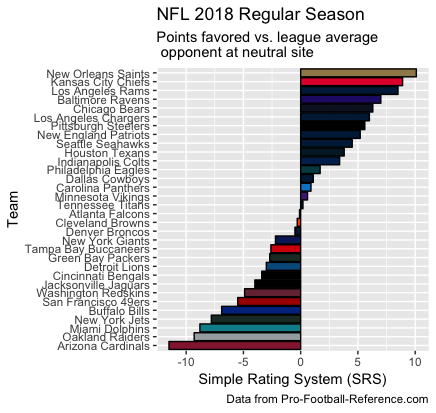 NFL 2018 Regular Season
Points favored vs. league average
opponent at neutral site
Team
New Orleans Saints
Kansas City Chiefs
Los Angeles Rams
Baltimore Ravens
Chicago Bears
Los Angeles Chargers
Pittsburgh Steelers
New England Patriots
Seattle Seahawks
Houston Texans
Indianapolis Colts
Philadelphia Eagles
Dallas Cowboys
Carolina Panthers
Minnesota Vikings
Tennessee Titans
Atlanta Falcons
Cleveland Browns
Denver Broncos
New York Giants
Tampa Bay Buccaneers
Green Bay Packers
Detroit Lions
Cincinnati Bengals
Jacksonville Jaguars
Washington Redskins
San Francisco 49ers
Buffalo Bills
New York Jets
Miami Dolphins
Oakland Raiders
Arizona Cardinals
-10 -5 0 5 10
Simple Rating System (SRS)
Data from Pro-Football-Reference.com